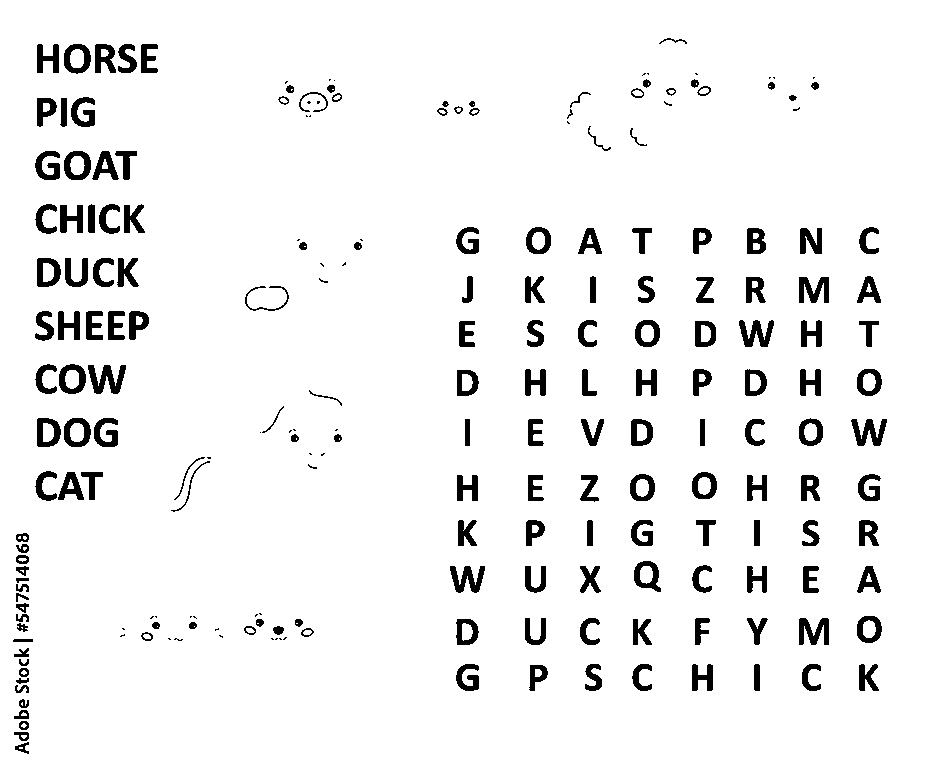 HORSE
PIG
GOAT
CHICK
DUCK
SHEEP
COW
DOG
CAT
G O A T P B N C
J K I S Z R M A
E S C O D W H T
D H L H P D H O
I E V D I C O W
H E Z O O H R G
K P I G T I S R
W U X Q C H E A
D U C K F Y M O
G P S C H I C K
Adobe Stock | #547514068